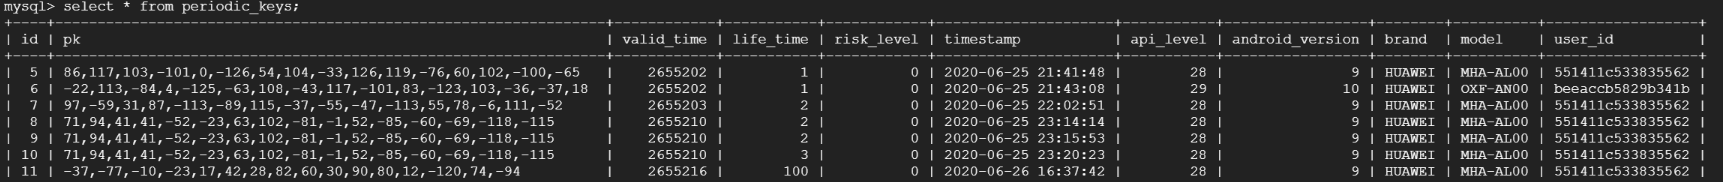 mysql> select * from periodic_keys;
+----+------------------------------------------------------------------+------------+-----------+------------+---------------------+-----------+-----------------+--------+----------+------------------+
| id | pk | valid_time | life_time | risk_level | timestamp | api_level | android_version | brand | model | user_id |
+----+------------------------------------------------------------------+------------+-----------+------------+---------------------+-----------+-----------------+--------+----------+------------------+
| 5 | 86,117,103,-101,0,-126,54,104,-33,126,119,-76,60,102,-100,-65 | 2655202 | 1 | 0 | 2020-06-25 21:41:48 | 28 | 9 | HUAWEI | MHA-AL00 | 551411c533835562 |
| 6 | -22,113,-84,4,-125,-63,108,-43,117,-101,83,-123,103,-36,-37,18 | 2655202 | 1 | 0 | 2020-06-25 21:43:08 | 29 | 10 | HUAWEI | OXF-AN00 | beeaccb5829b341b |
| 7 | 97,-59,31,87,-113,-89,115,-37,-55,-47,-113,55,78,-6,111,-52 | 2655203 | 2 | 0 | 2020-06-25 22:02:51 | 28 | 9 | HUAWEI | MHA-AL00 | 551411c533835562 |
| 8 | 71,94,41,41,-52,-23,63,102,-81,-1,52,-85,-60,-69,-118,-115 | 2655210 | 2 | 0 | 2020-06-25 23:14:14 | 28 | 9 | HUAWEI | MHA-AL00 | 551411c533835562 |
| 9 | 71,94,41,41,-52,-23,63,102,-81,-1,52,-85,-60,-69,-118,-115 | 2655210 | 2 | 0 | 2020-06-25 23:15:53 | 28 | 9 | HUAWEI | MHA-AL00 | 551411c533835562 |
| 10 | 71,94,41,41,-52,-23,63,102,-81,-1,52,-85,-60,-69,-118,-115 | 2655210 | 3 | 0 | 2020-06-25 23:20:23 | 28 | 9 | HUAWEI | MHA-AL00 | 551411c533835562 |
| 11 | -37,-77,-10,-23,17,42,28,82,60,30,90,80,12,-120,74,-94 | 2655216 | 100 | 0 | 2020-06-26 16:37:42 | 28 | 9 | HUAWEI | MHA-AL00 | 551411c533835562 |